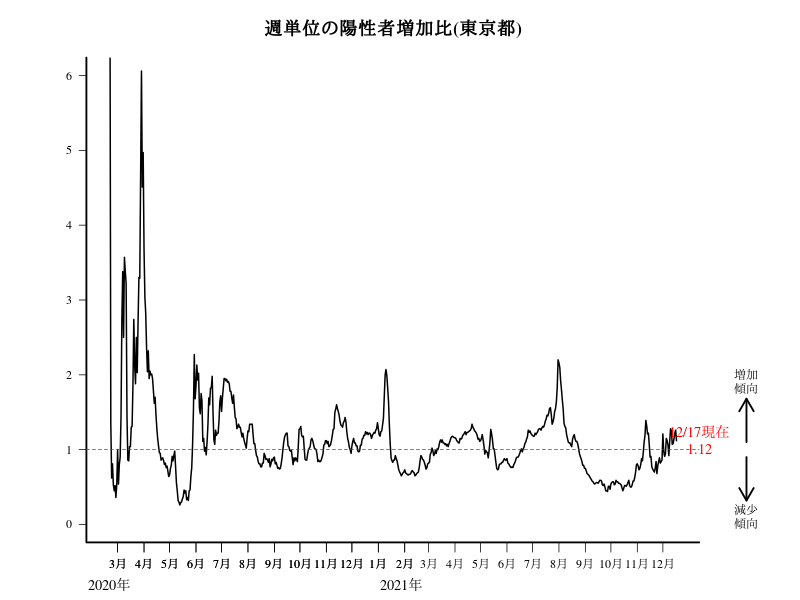 週単位の陽性者増加比(東京都)
6
5
4
3
2
1
0
増加
傾向
12/17現在
1.12
減少
傾向
3月 4月 5月 6月 7月 8月 9月 10月 11月 12月 1月 2月 3月 4月 5月 6月 7月 8月 9月 10月 11月 12月
2020年 2021年